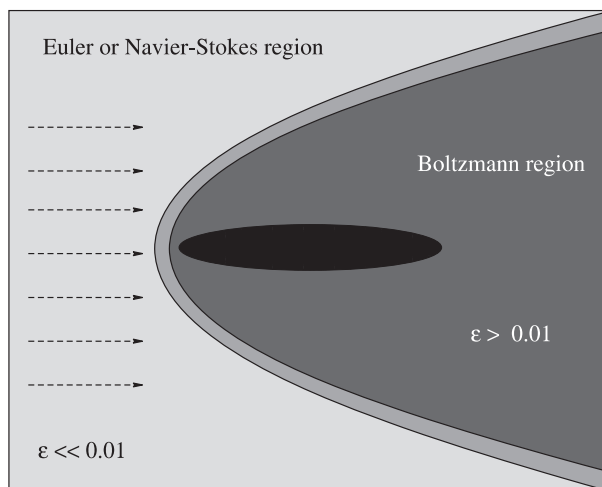 Euler or Navier-Stokes region
Boltzmann region
ε > 0.01
ε << 0.01